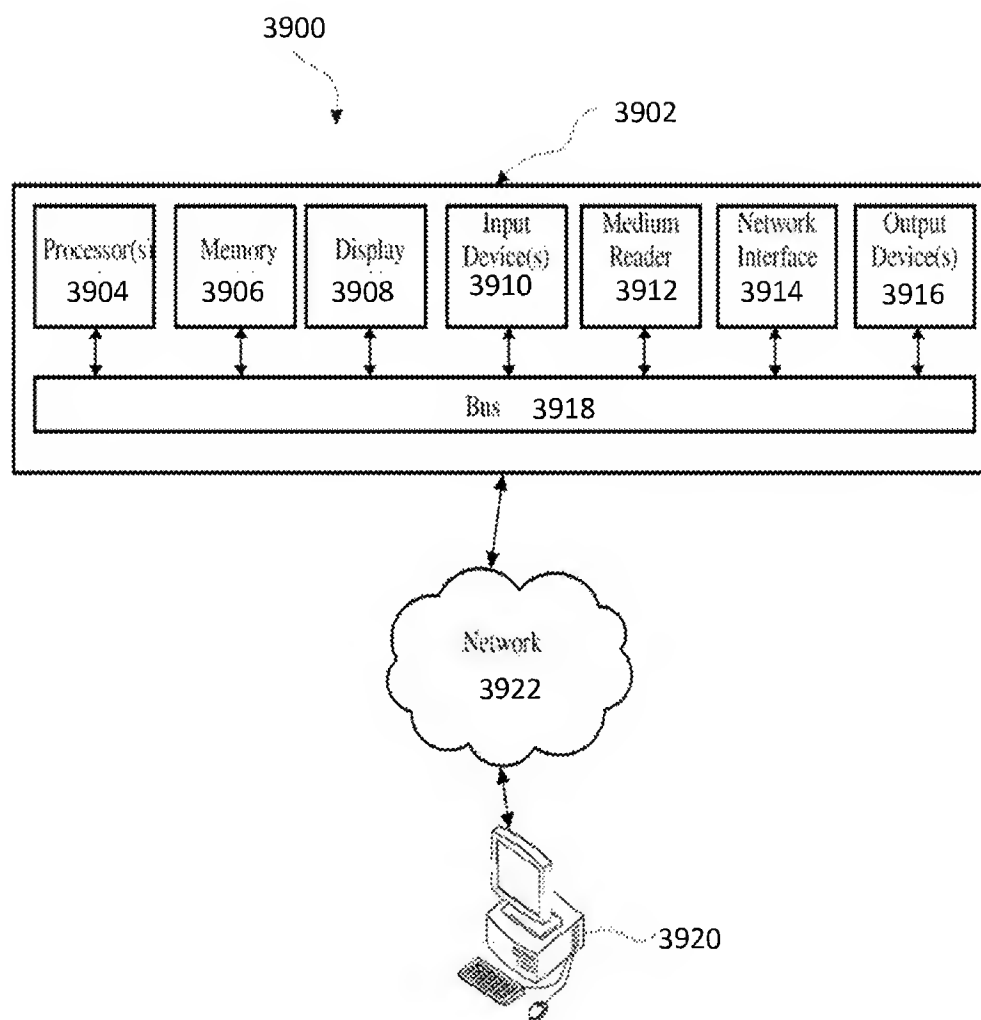 3900
3902
Processor(s)
3904
Memory
3906
Display
3908
Input
Device(s)
3910
Medium
Reader
3912
Network
Interface
3914
Output
Device(s)
3916
Bus 3918
Network
3922
3920